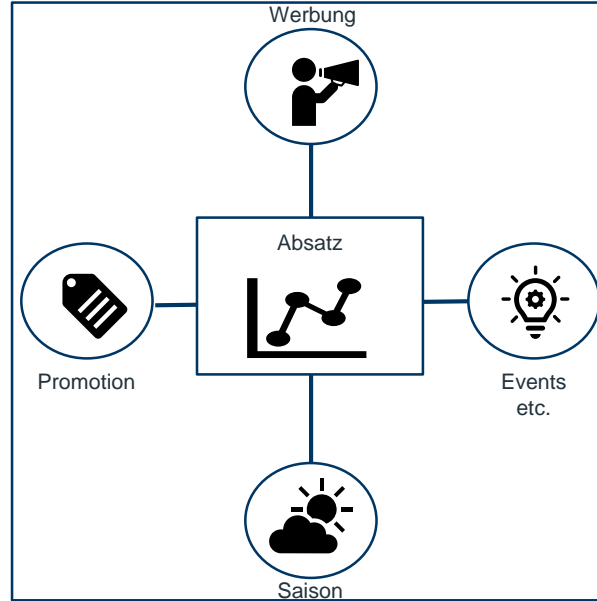 Werbung
Absatz
Promotion
Events
etc.
Saison